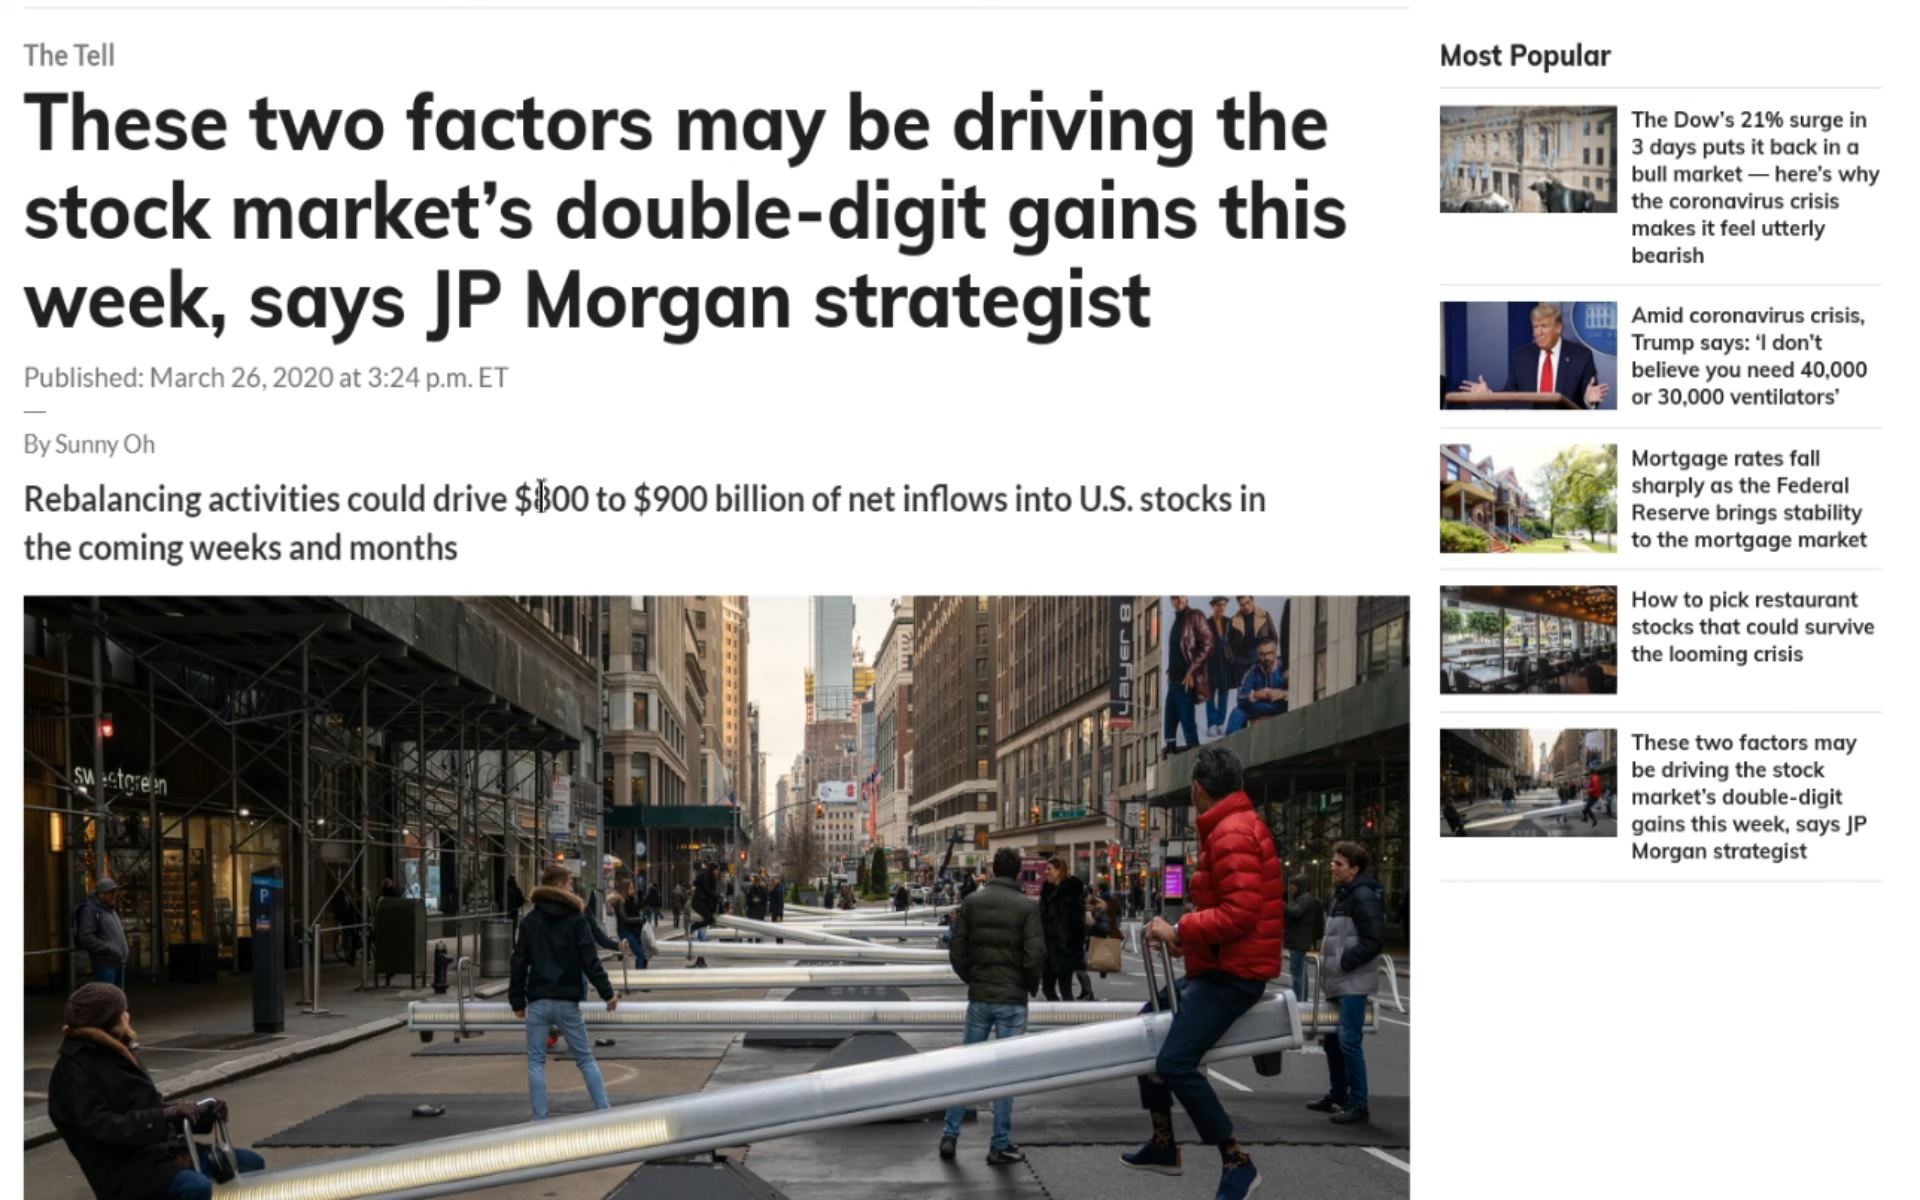 The Tell
These two factors may be driving the
stock market's double-digit gains this
week, says JP Morgan strategist
Published: March 26, 2020 at 3:24 p.m. ET
—
By Sunny Oh
Rebalancing activities could drive $800 to $900 billion of net inflows into U.S. stocks in
the coming weeks and months
sweetgreen
P
Layer 8
Most Popular
The Dow's 21% surge in
3 days puts it back in a
bull market — here's why
the coronavirus crisis
makes it feel utterly
bearish
Amid coronavirus crisis,
Trump says: 'I don't
believe you need 40,000
or 30,000 ventilators'
Mortgage rates fall
sharply as the Federal
Reserve brings stability
to the mortgage market
How to pick restaurant
stocks that could survive
the looming crisis
These two factors may
be driving the stock
market's double-digit
gains this week, says JP
Morgan strategist